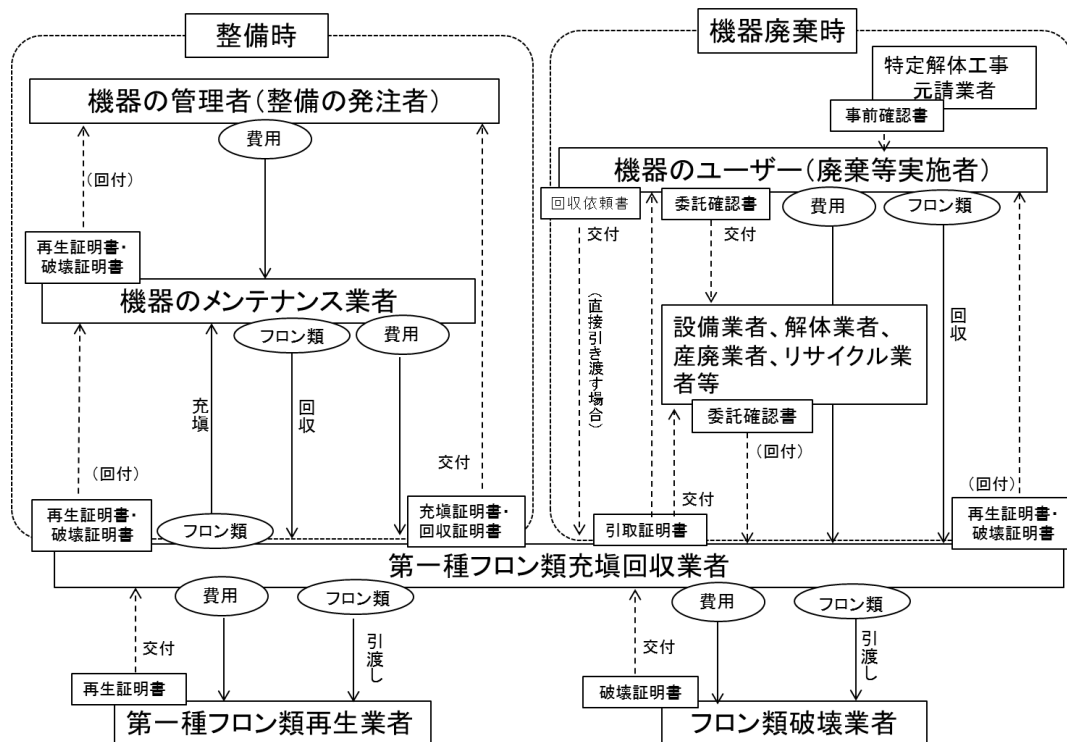 整備時
機器の管理者(整備の発注者)
費用
(回付)
再生証明書・
破壊証明書
機器のメンテナンス業者
フロン類
費用
充塡
回収
(回付)
交付
再生証明書・
破壊証明書
フロン類
充塡証明書・
回収証明書
機器廃棄時
特定解体工事
元請業者
事前確認書
機器のユーザー(廃棄等実施者)
回収依頼書
委託確認書
費用
フロン類
交付
交付
(直接引き渡す場合)
設備業者、解体業者、
産廃業者、リサイクル業
者等
回収
委託確認書
(回付)
交付
引取証明書
(回付)
再生証明書・
破壊証明書
第一種フロン類充塡回収業者
費用
フロン類
交付
引渡し
再生証明書
第一種フロン類再生業者
費用
フロン類
交付
引渡し
破壊証明書
フロン類破壊業者